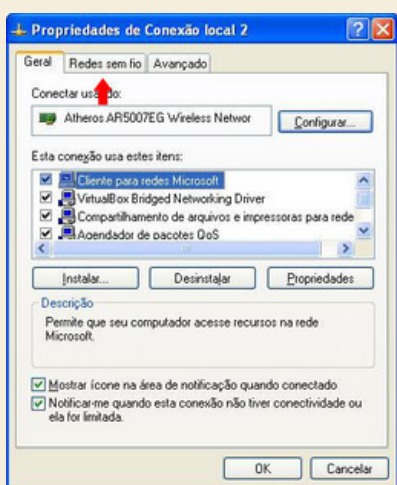 Propriedades de Conexão local 2
Geral Redes sem fio Avançado
Conectar usando:
Atheros AR5007EG Wireless Networ Configurar...
Esta conexão usa estes itens:
Cliente para redes Microsoft
VirtualBox Bridged Networking Driver
Compartilhamento de arquivos e impressoras para rede
Agendador de pacotes QoS
Instalar... Desinstalar Propriedades
Descrição
Permite que seu computador acesse recursos na rede
Microsoft.
Mostrar ícone na área de notificação quando conectado
Notificar-me quando esta conexão não tiver conectividade ou
ela for limitada.
OK Cancelar